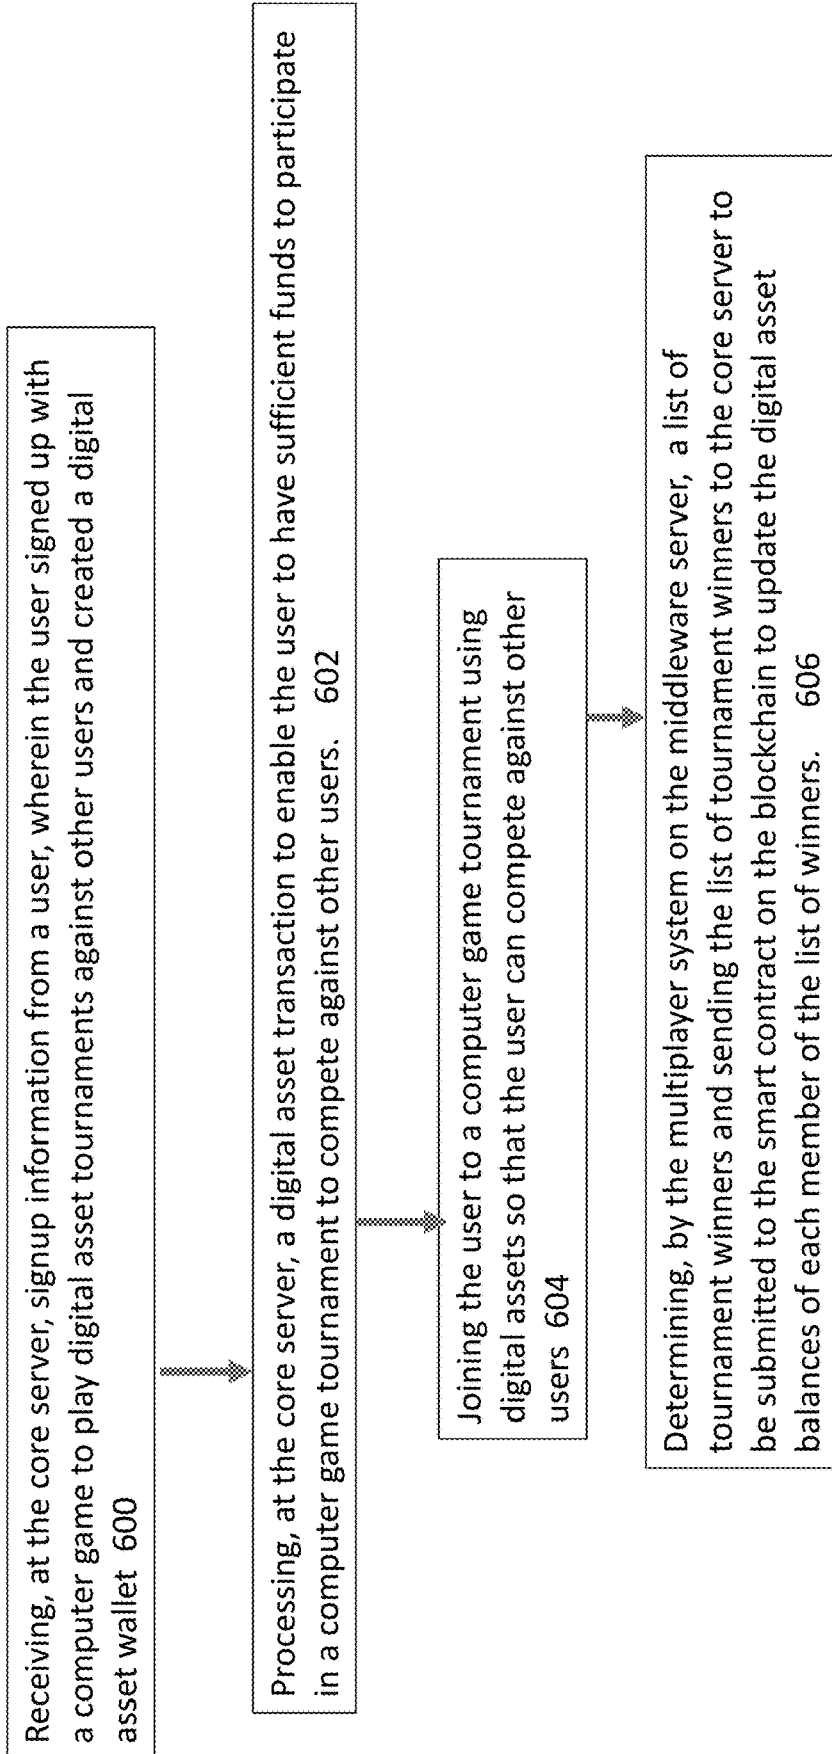 Receiving, at the core server, signup information from a user, wherein the user signed up with
a computer game to play digital asset tournaments against other users and created a digital
asset wallet 600
Processing, at the core server, a digital asset transaction to enable the user to have sufficient funds to participate
in a computer game tournament to compete against other users. 602
Joining the user to a computer game tournament using
digital assets so that the user can compete against other
users 604
Determining, by the multiplayer system on the middleware server, a list of
tournament winners and sending the list of tournament winners to the core server to
be submitted to the smart contract on the blockchain to update the digital asset
balances of each member of the list of winners. 606